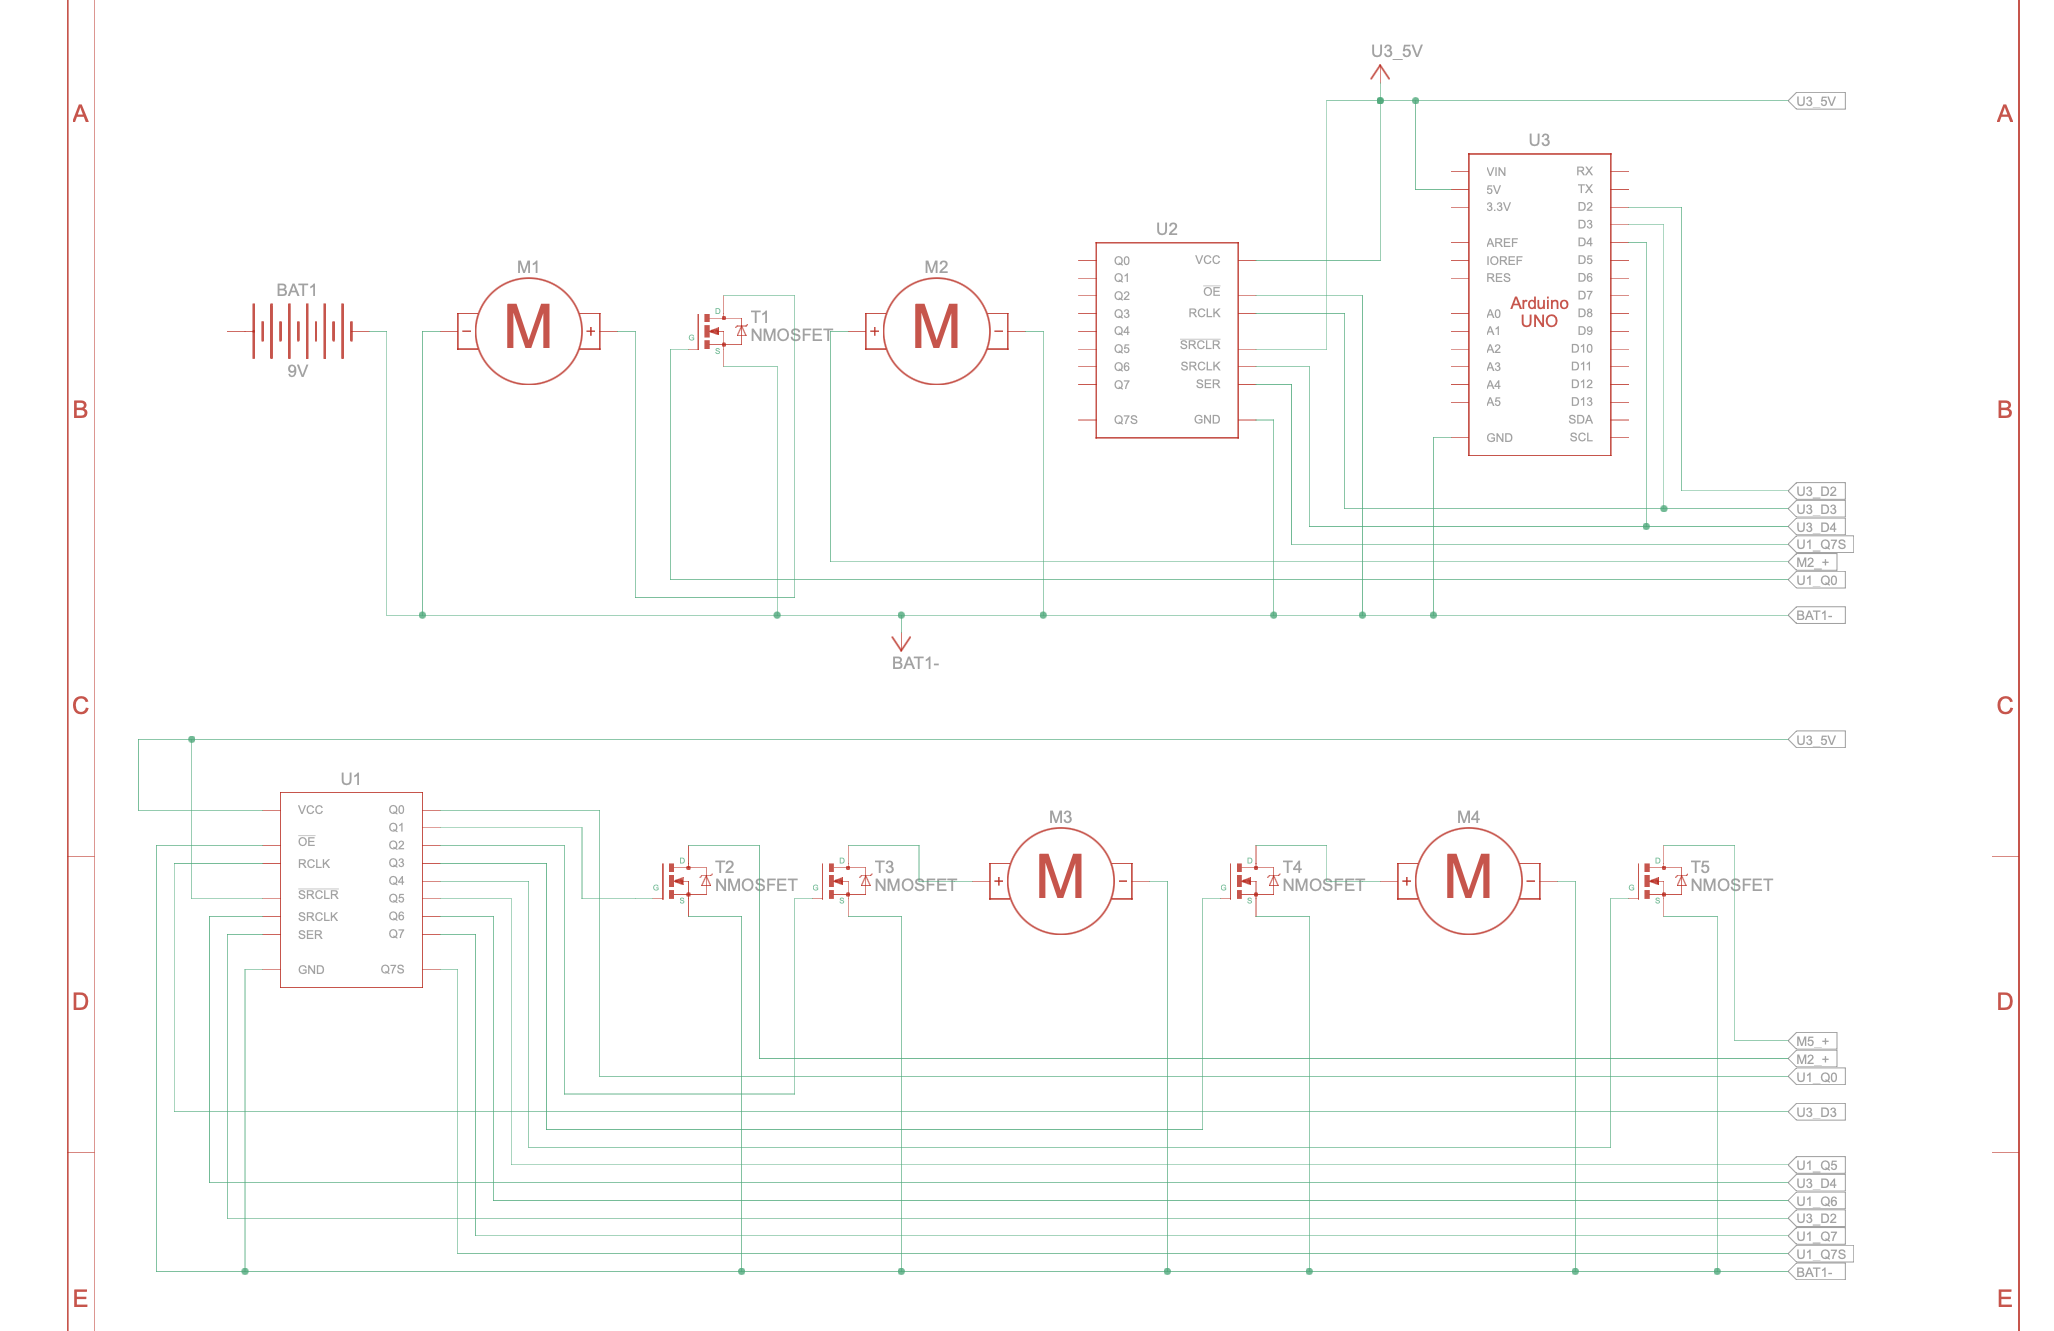 U3_5V
A
U3_5V
A
U3
VIN RX
5V TX
3.3V D2
D3
AREF D4
IOREF D5
RES D6
D7
A0 D8
A1 D9
A2 D10
A3 D11
A4 D12
A5 D13
SDA
GND SCL
Arduino
UNO
U2
Q0 VCC
Q1
Q2 OE
Q3 RCLK
Q4
Q5 SRCLR
Q6 SRCLK
Q7 SER
Q7S GND
BAT1
9V
M1
- M +
D
G
S
T1
NMOSFET
M2
+ M -
B
B
U3_D2
U3_D3
U3_D4
U1_Q7S
M2_+
U1_Q0
BAT1-
BAT1-
C
C
U3_5V
U1
VCC Q0
Q1
OE Q2
RCLK Q3
Q4
SRCLR Q5
SRCLK Q6
SER Q7
GND Q7S
D
G
S
T2
NMOSFET
D
G
S
T3
NMOSFET
M3
+ M -
D
G
S
T4
NMOSFET
M4
+ M -
D
G
S
T5
NMOSFET
D
D
M5_+
M2_+
U1_Q0
U3_D3
U1_Q5
U3_D4
U1_Q6
U3_D2
U1_Q7
U1_Q7S
BAT1-
E
E